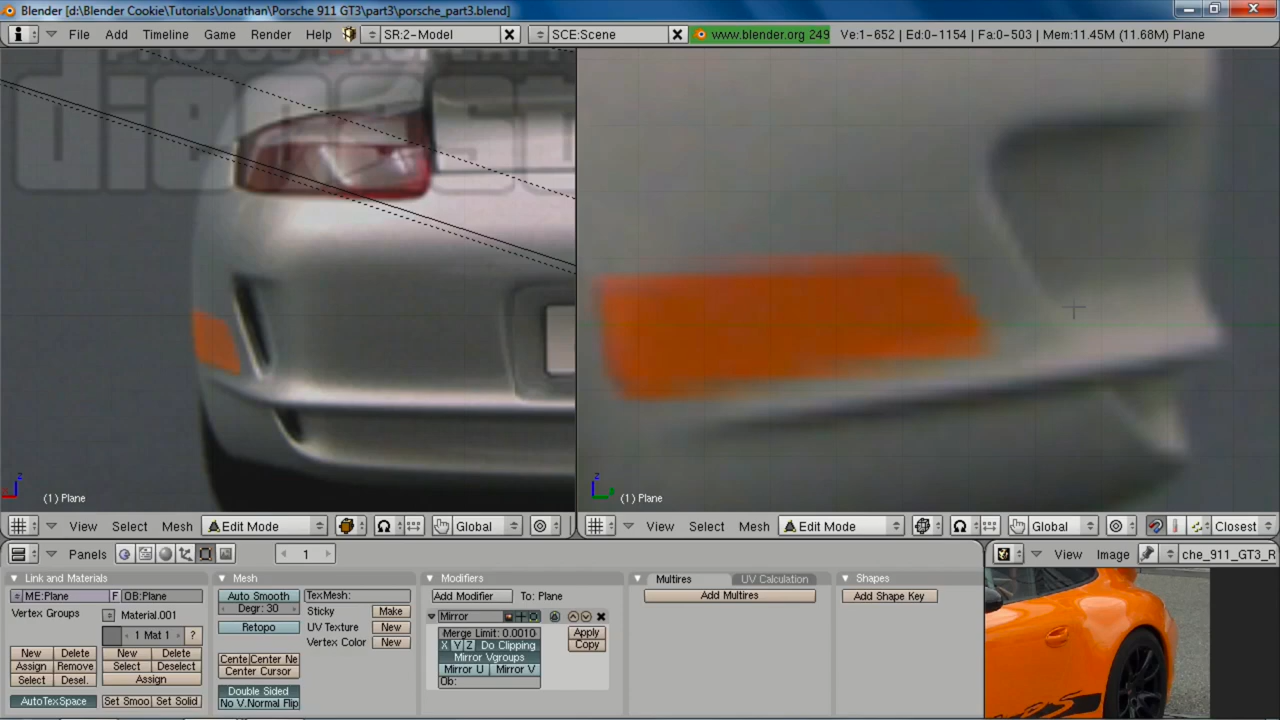 Blender [d:\Blender Cookie\Tutorials\Jonathan\Porsche 911 GT3\part3\porsche_part3.blend]
File Add Timeline Game Render Help SR:2-Model SCE:Scene www.blender.org 249 Ve:1-652 | Ed:0-1154 | Fa:0-503 | Mem:11.45M (11.68M) Plane
z
x
(1) Plane
z
(1) Plane
View Select Mesh Edit Mode Global
View Select Mesh Edit Mode Global Closest
Panels 1
View Image che_911_GT3_R
Link and Materials
ME:Plane F OB:Plane
Vertex Groups
Material.001
1 Mat 1 ?
New Delete New Delete
Assign Remove Select Deselect
Select Desel. Assign
AutoTexSpace Set Smoo Set Solid
Mesh
Auto Smooth
Degr: 30
Retopo
TexMesh:
Sticky Make
UV Texture New
Vertex Color New
Cente Center Ne
Center Cursor
Double Sided
No V.Normal Flip
Modifiers
Add Modifier To: Plane
Mirror
Merge Limit: 0.0010 Apply
X Y Z Do Clipping Copy
Mirror Vgroups
Mirror U Mirror V
Ob:
Multires UV Calculation
Add Multires
Shapes
Add Shape Key